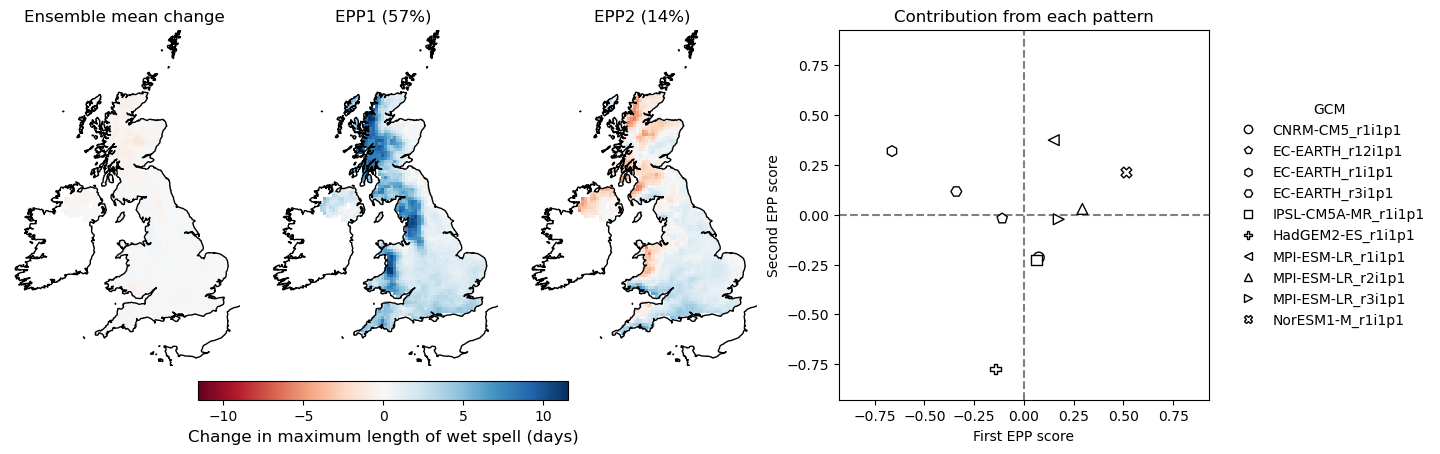 Ensemble mean change
EPP1 (57%)
EPP2 (14%)
Contribution from each pattern
−10
−5
0
5
10
Change in maximum length of wet spell (days)
0.75
0.50
0.25
0.00
−0.25
−0.50
−0.75
Second EPP score
−0.75
−0.50
−0.25
0.00
0.25
0.50
0.75
First EPP score
GCM
CNRM-CM5_r1i1p1
EC-EARTH_r12i1p1
EC-EARTH_r1i1p1
EC-EARTH_r3i1p1
IPSL-CM5A-MR_r1i1p1
HadGEM2-ES_r1i1p1
MPI-ESM-LR_r1i1p1
MPI-ESM-LR_r2i1p1
MPI-ESM-LR_r3i1p1
NorESM1-M_r1i1p1